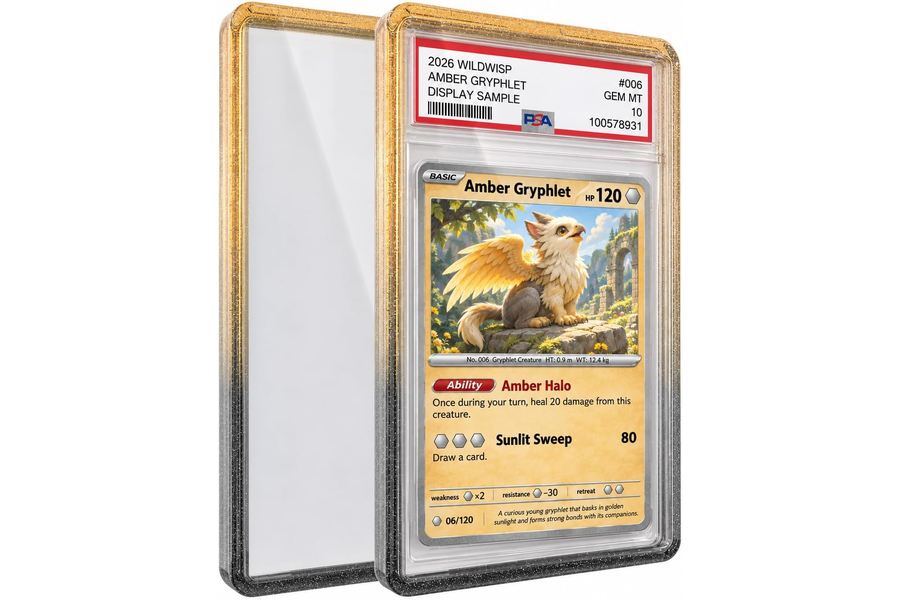 2026 WILDWISP
AMBER GRYPHLET
DISPLAY SAMPLE
#006
GEM MT
10
100578931
PSA
BASIC
Amber Gryphlet
HP 120
No. 006 Gryphlet Creature HT: 0.9 m WT: 12.4 kg
Ability Amber Halo
Once during your turn, heal 20 damage from this
creature.
Sunlit Sweep 80
Draw a card.
weakness ×2 resistance –30 retreat
06/120
A curious young gryphlet that basks in golden
sunlight and forms strong bonds with its companions.